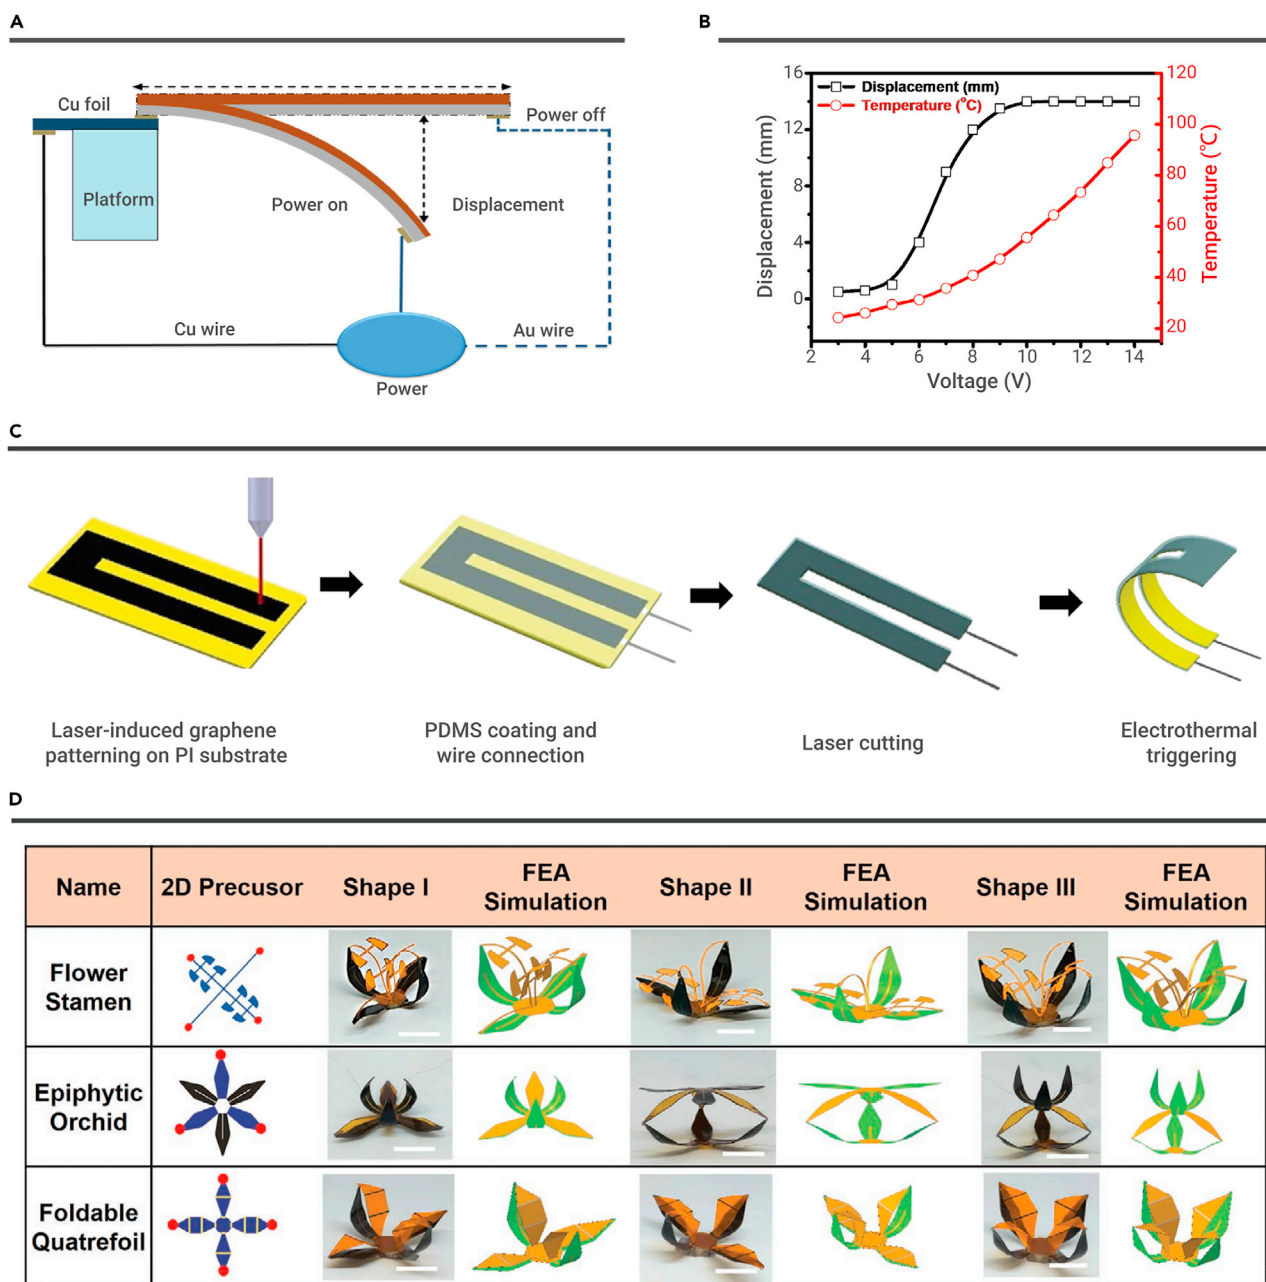 A
Cu foil
Power off
Platform
Power on
Displacement
Cu wire
Au wire
Power
B
16
12
8
4
0
Displacement (mm)
Displacement (mm)
Temperature (°C)
120
100
80
60
40
20
Temperature (°C)
2 4 6 8 10 12 14
Voltage (V)
C
Laser-induced graphene
patterning on PI substrate
PDMS coating and
wire connection
Laser cutting
Electrothermal
triggering
D
Name
2D Precusor
Shape I
FEA
Simulation
Shape II
FEA
Simulation
Shape III
FEA
Simulation
Flower
Stamen
Epiphytic
Orchid
Foldable
Quatrefoil